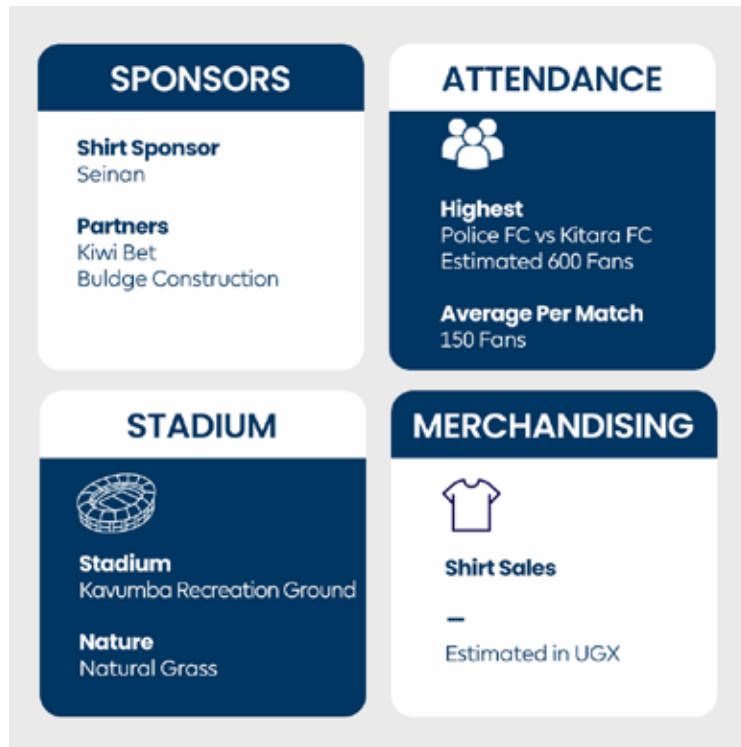 SPONSORS
Shirt Sponsor
Seinan
Partners
Kiwi Bet
Buldge Construction
ATTENDANCE
Highest
Police FC vs Kitara FC
Estimated 600 Fans
Average Per Match
150 Fans
STADIUM
Stadium
Kavumba Recreation Ground
Nature
Natural Grass
MERCHANDISING
Shirt Sales
–
Estimated in UGX